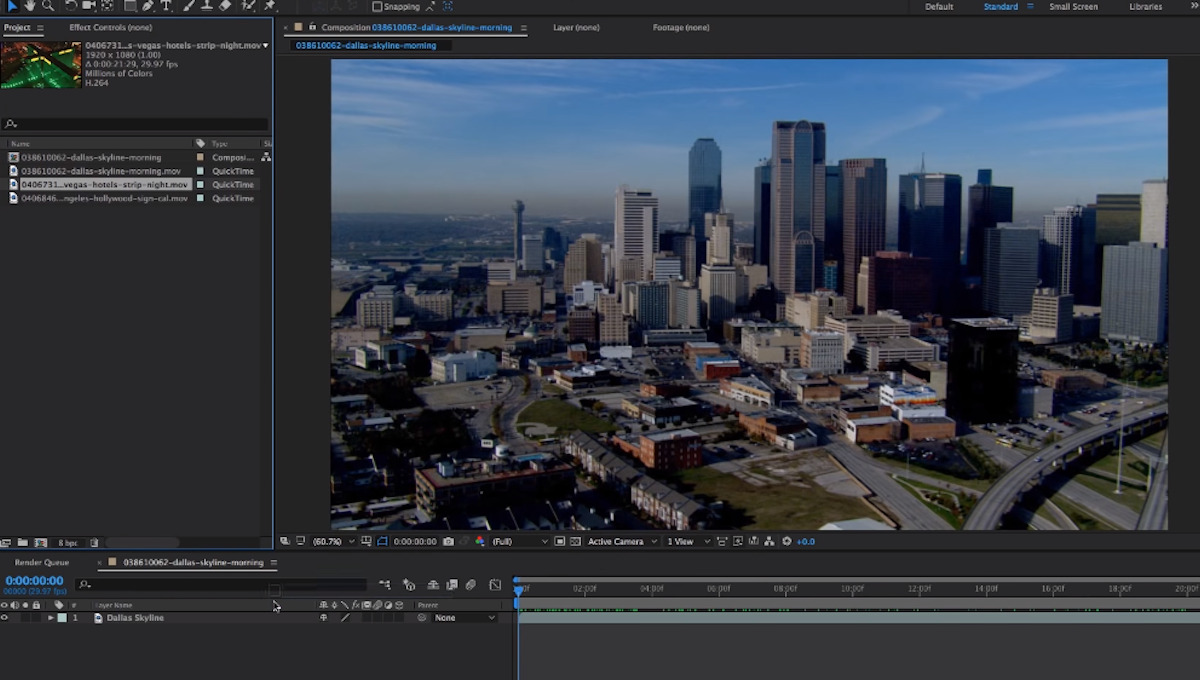 Snapping
Default
Standard
Small Screen
Libraries
Project
Effect Controls (none)
Composition 038610062-dallas-skyline-morning
Layer (none)
Footage (none)
038610062-dallas-skyline-morning
0406731...s-vegas-hotels-strip-night.mov
1920 x 1080 (1.00)
Δ 0:00:21:29, 29.97 fps
Millions of Colors
H.264
Name
Type
038610062-dallas-skyline-morning
Composi...
038610062-dallas-skyline-morning.mov
QuickTime
0406731...vegas-hotels-strip-night.mov
QuickTime
0406846...ngeles-hollywood-sign-cal.mov
QuickTime
8 bpc
(60.7%)
0:00:00:00
(Full)
Active Camera
1 View
+0.0
Render Queue
038610062-dallas-skyline-morning
0:00:00:00
00000 (29.97 fps)
02:00f
04:00f
06:00f
08:00f
10:00f
12:00f
14:00f
16:00f
18:00f
20:00f
#
Layer Name
Parent
1
Dallas Skyline
None